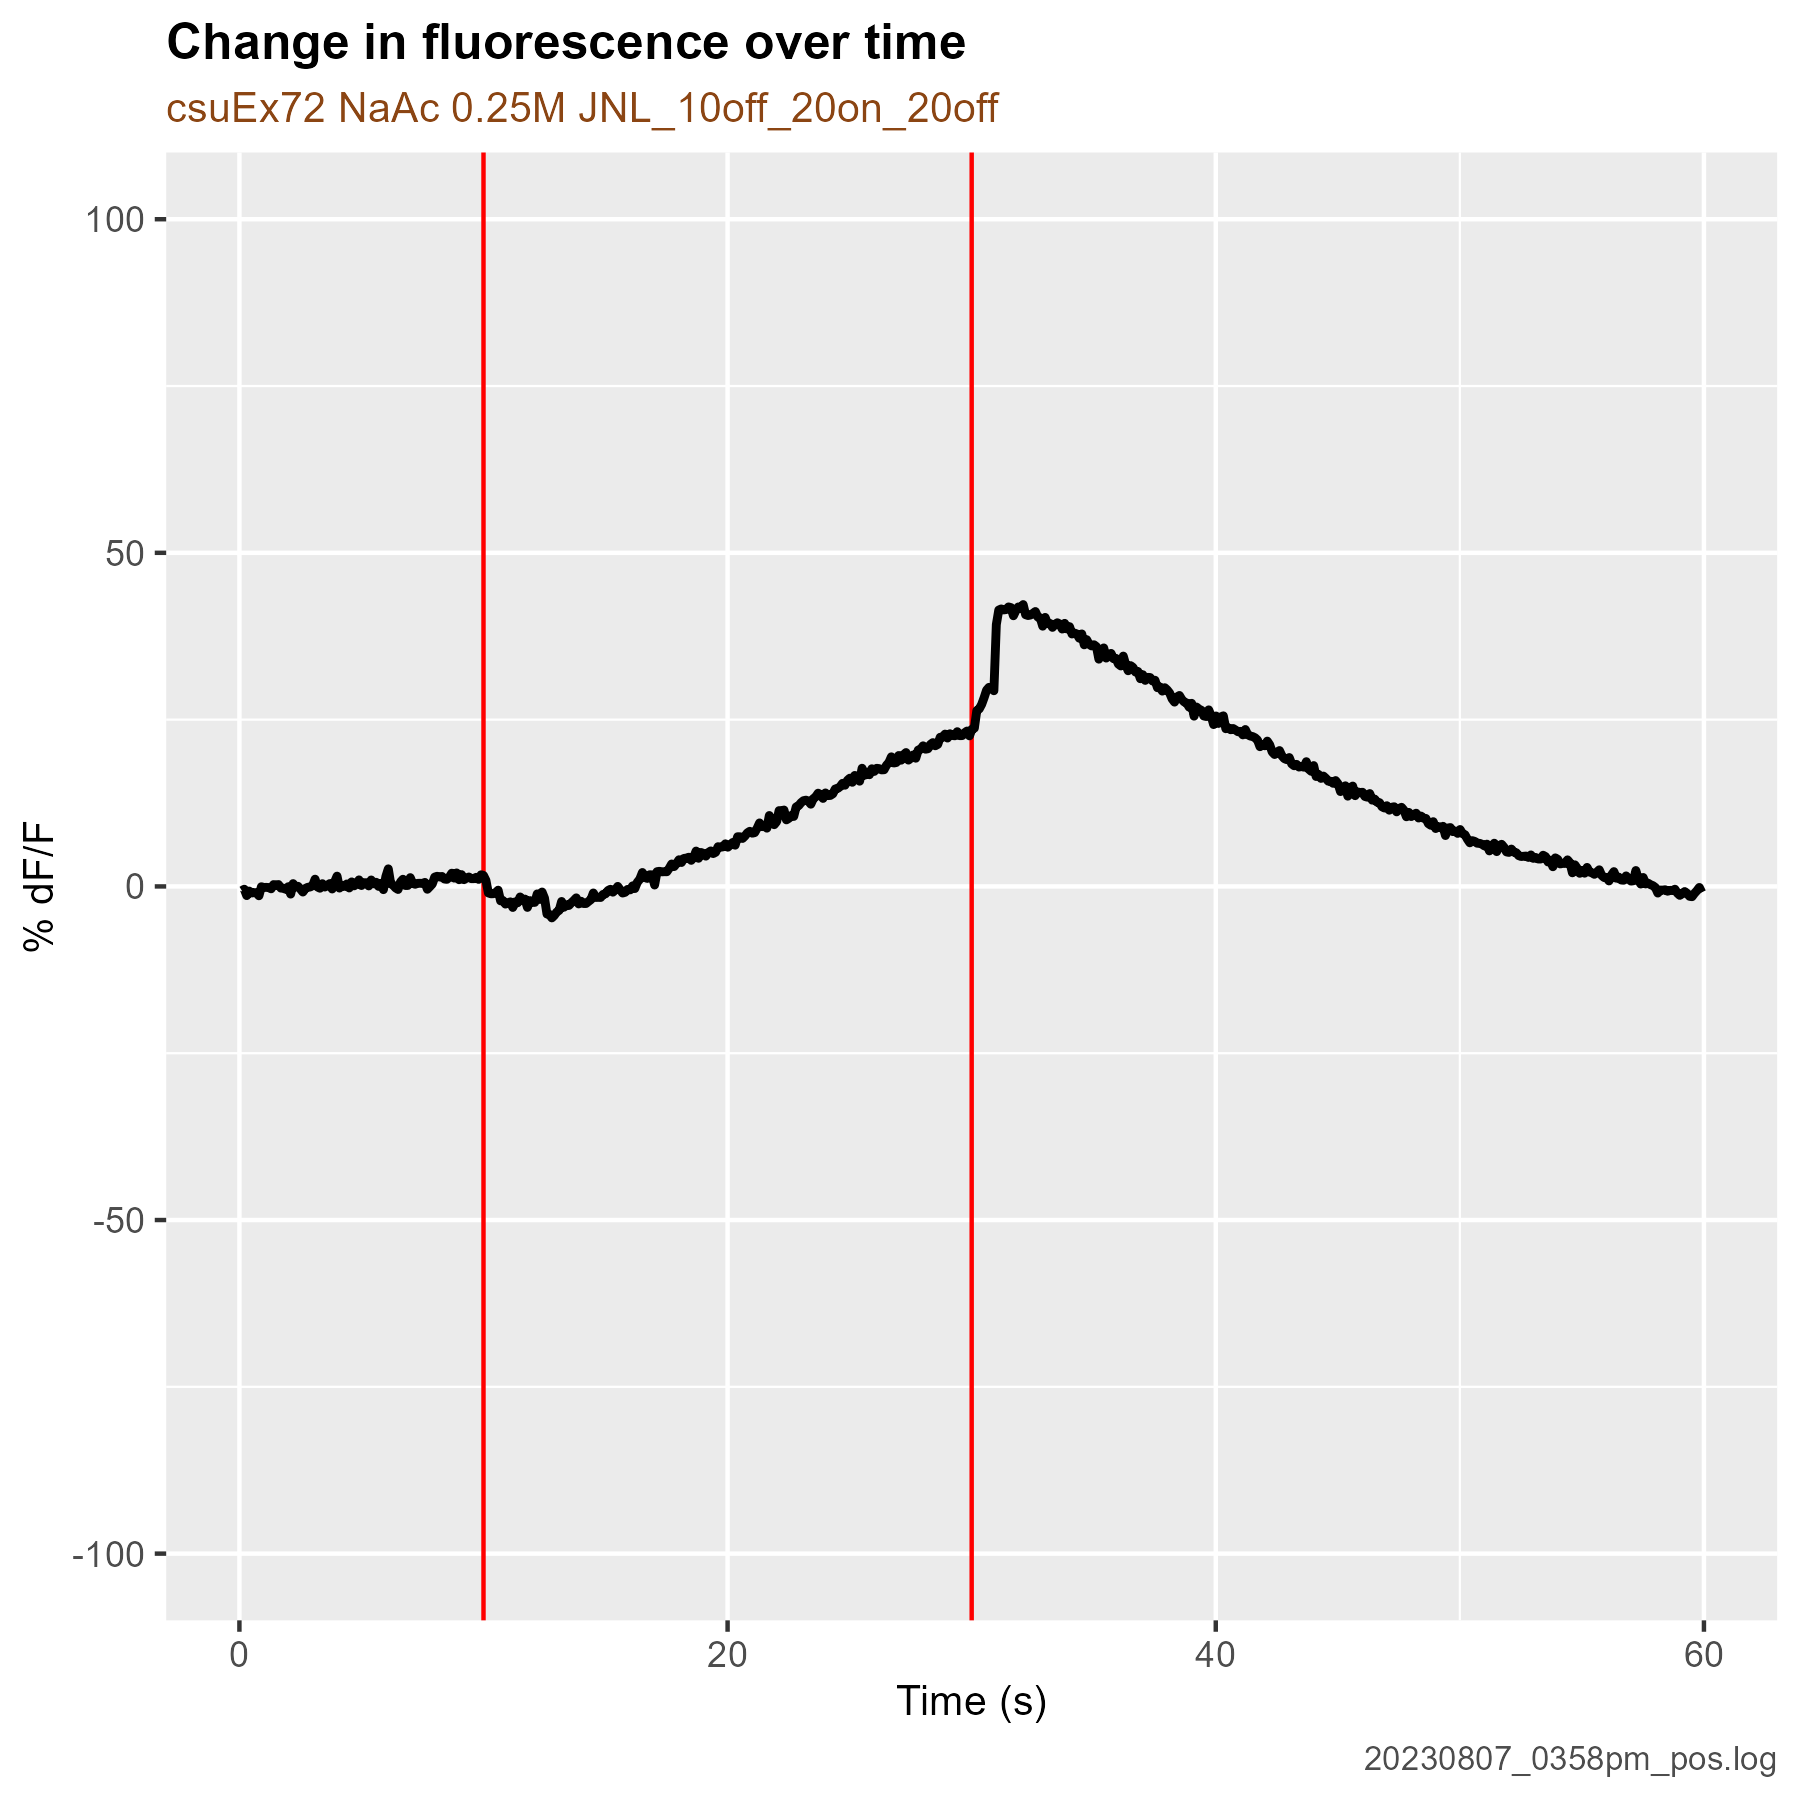 Change in fluorescence over time
csuEx72 NaAc 0.25M JNL_10off_20on_20off
100
50
0
-50
-100
% dF/F
0 20 40 60
Time (s)
20230807_0358pm_pos.log